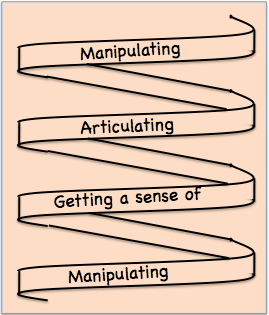 Manipulating
Articulating
Getting a sense of
Manipulating